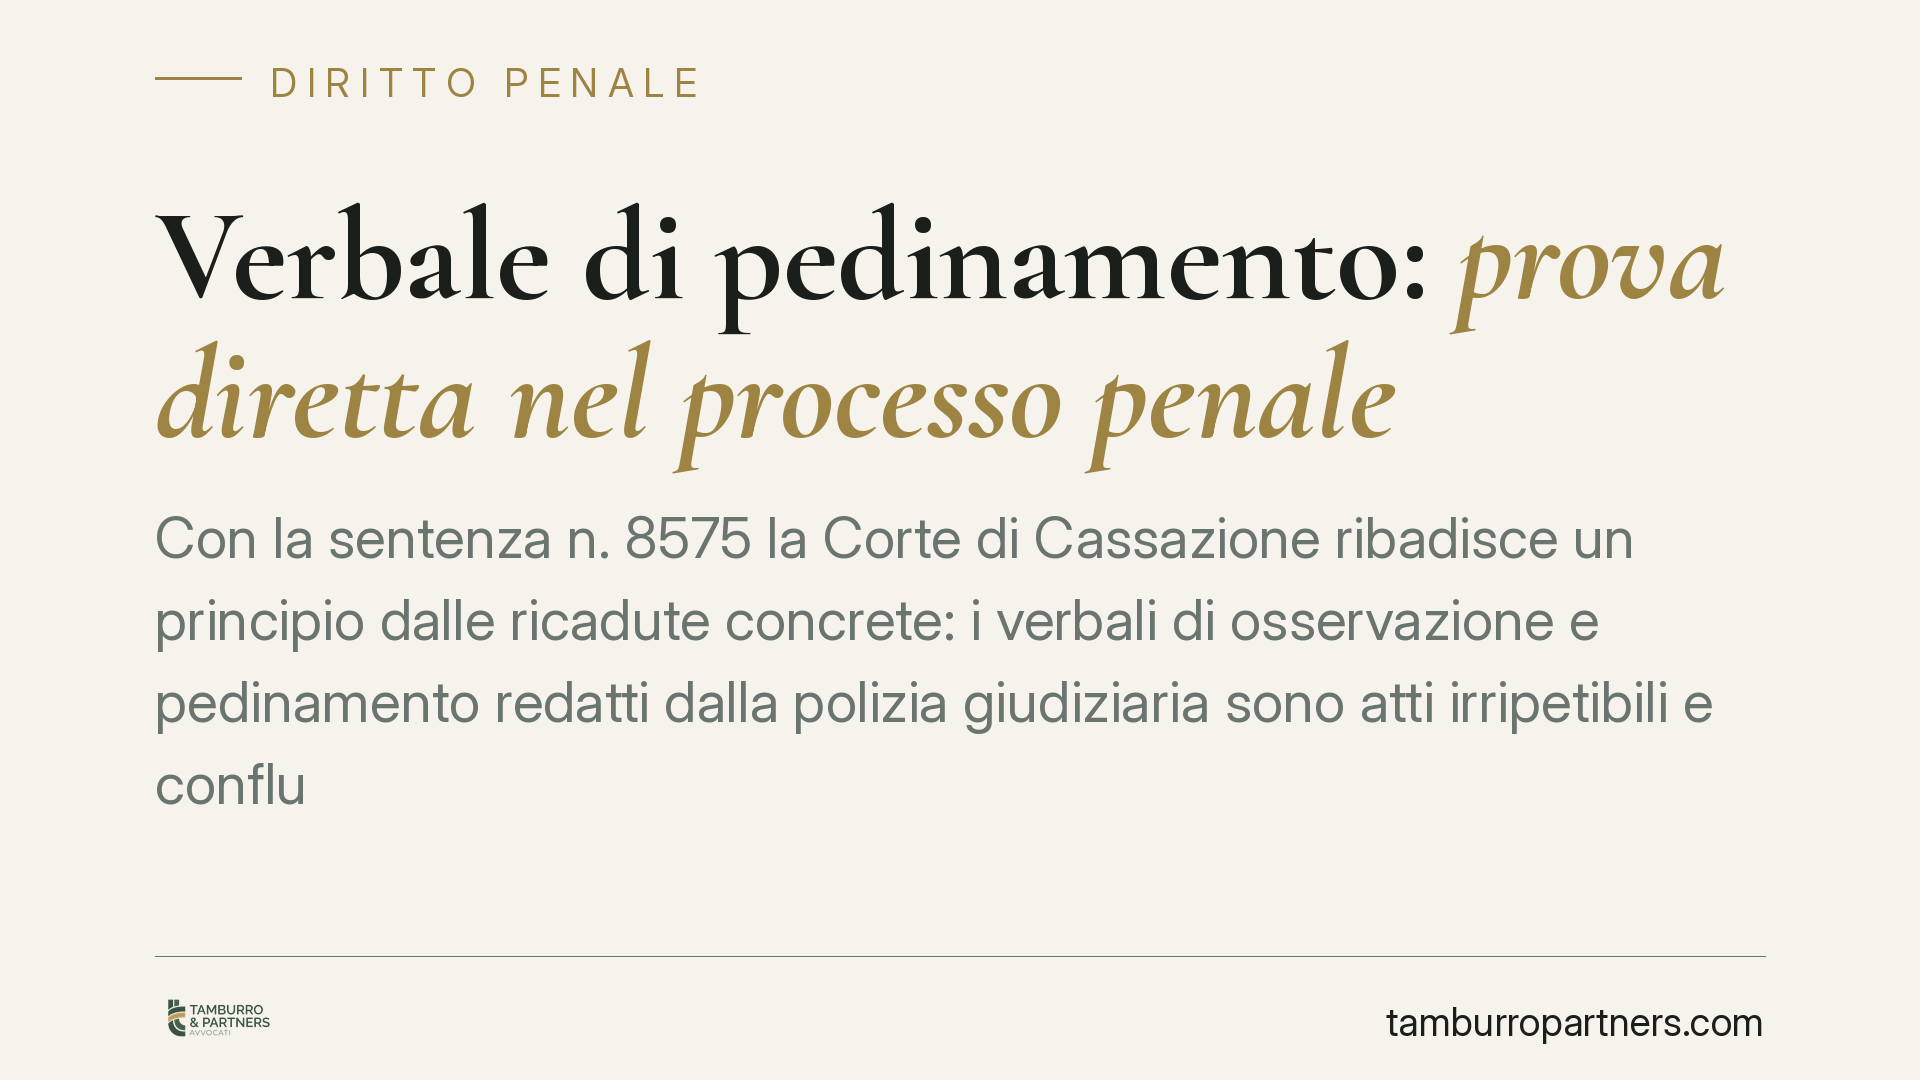 DIRITTO PENALE
Verbale di pedinamento: prova
diretta nel processo penale
Con la sentenza n. 8575 la Corte di Cassazione ribadisce un
principio dalle ricadute concrete: i verbali di osservazione e
pedinamento redatti dalla polizia giudiziaria sono atti irripetibili e
conflu
TAMBURRO
& PARTNERS
AVVOCATI
tamburropartners.com